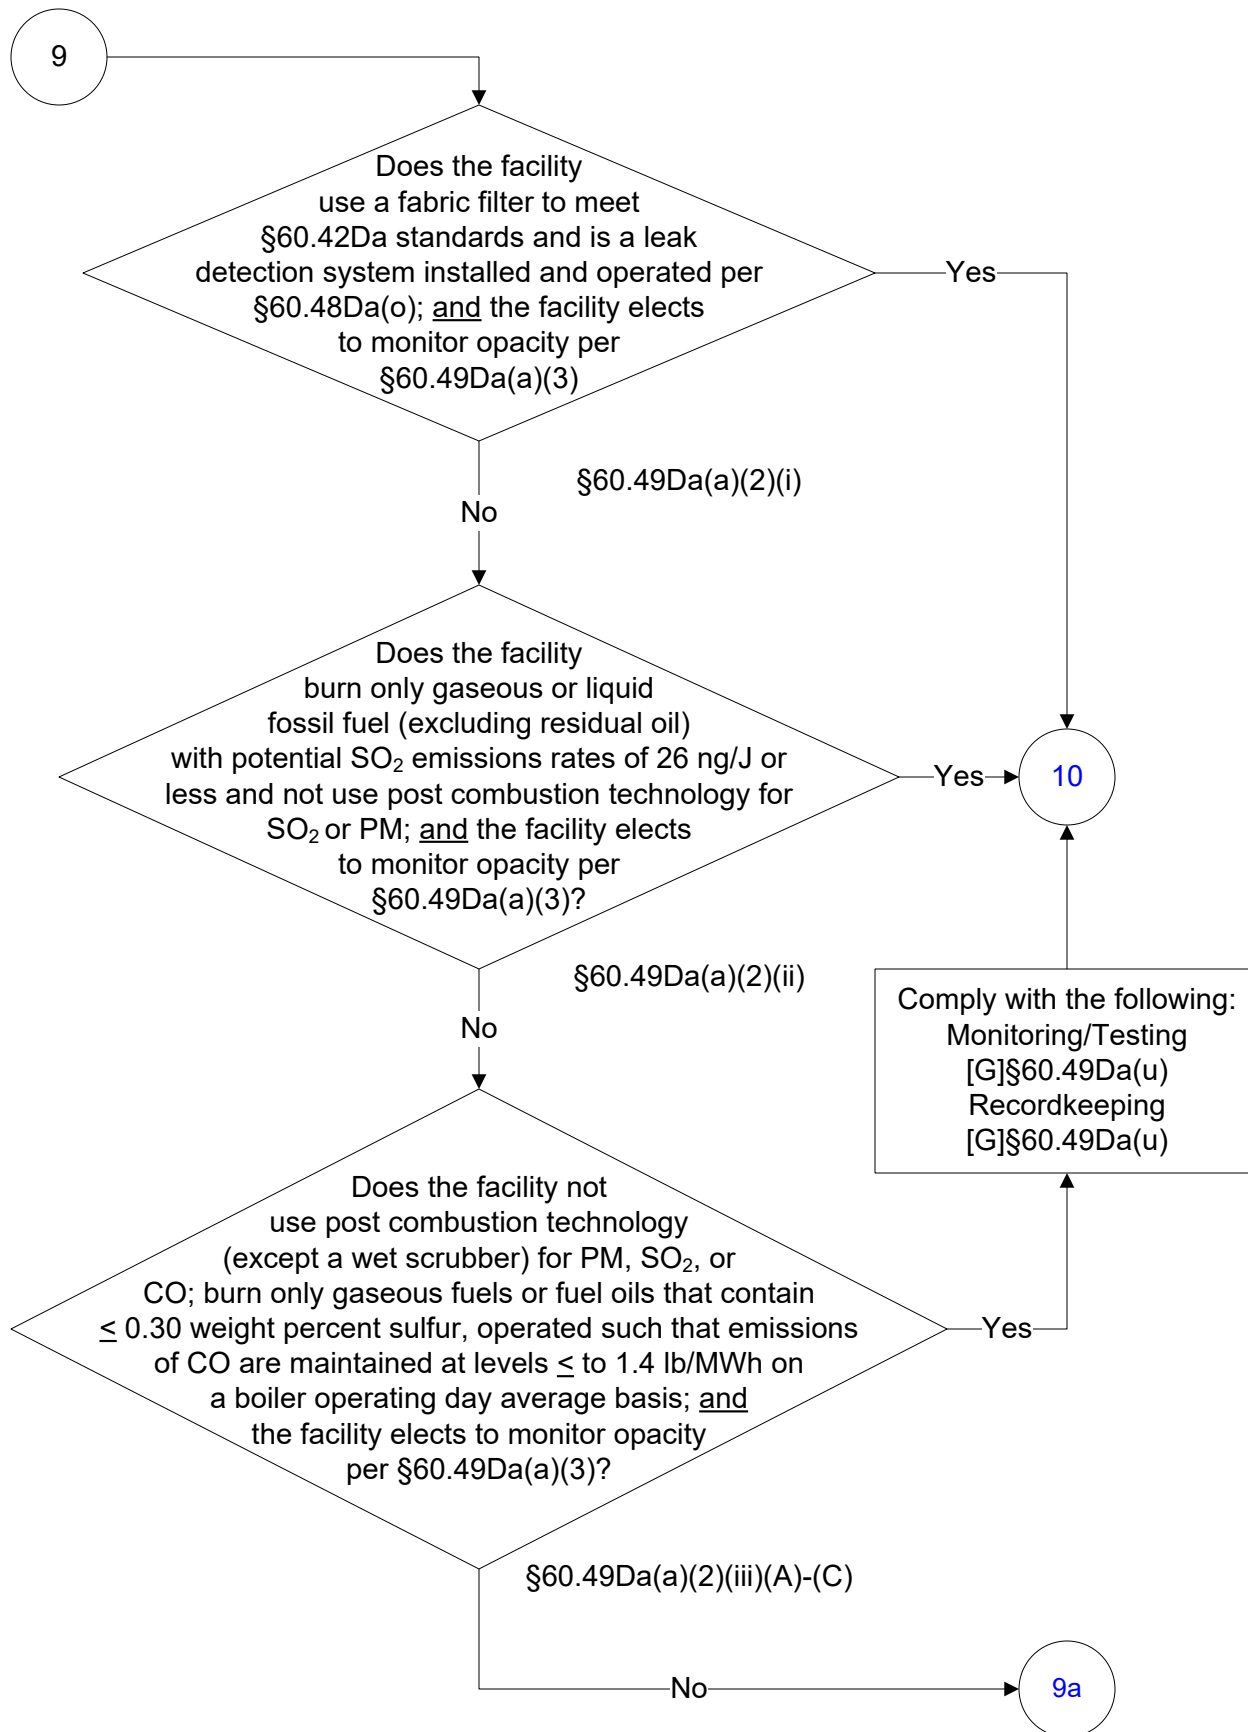 9
Does the facility
use a fabric filter to meet
§60.42Da standards and is a leak
detection system installed and operated per
§60.48Da(o); and the facility elects
to monitor opacity per
§60.49Da(a)(3)
Yes
§60.49Da(a)(2)(i)
No
Does the facility
burn only gaseous or liquid
fossil fuel (excluding residual oil)
with potential SO₂ emissions rates of 26 ng/J or
less and not use post combustion technology for
SO₂ or PM; and the facility elects
to monitor opacity per
§60.49Da(a)(3)?
Yes
10
§60.49Da(a)(2)(ii)
No
Comply with the following:
Monitoring/Testing
[G]§60.49Da(u)
Recordkeeping
[G]§60.49Da(u)
Does the facility not
use post combustion technology
(except a wet scrubber) for PM, SO₂, or
CO; burn only gaseous fuels or fuel oils that contain
≤ 0.30 weight percent sulfur, operated such that emissions
of CO are maintained at levels ≤ to 1.4 lb/MWh on
a boiler operating day average basis; and
the facility elects to monitor opacity
per §60.49Da(a)(3)?
Yes
§60.49Da(a)(2)(iii)(A)-(C)
No
9a